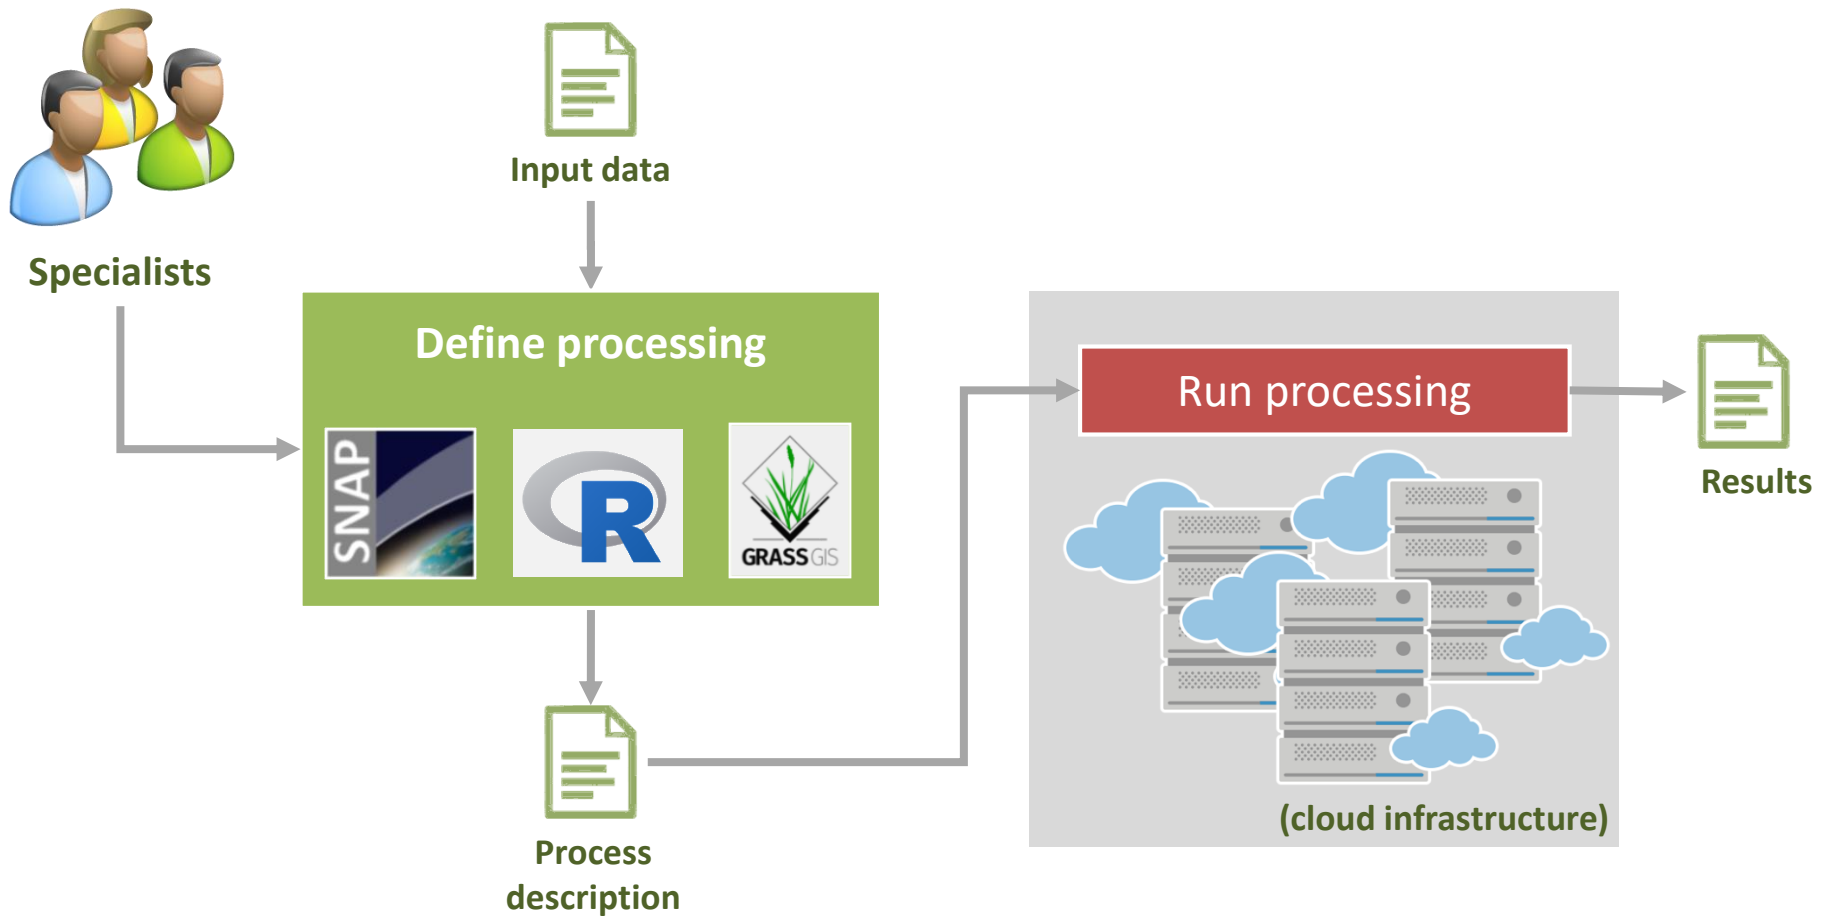 Input data
Specialists
Define processing
SNAP
R
GRASS GIS
Process
description
Run processing
(cloud infrastructure)
Results